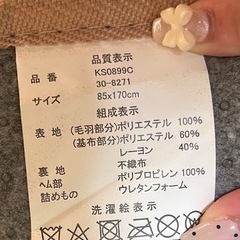 品質表示
品番 KS0899C
30-8271
サイズ 85x170cm
組成表示
表地 (毛羽部分)ポリエステル 100%
(基布部分)ポリエステル 60%
レーヨン 40%
裏地 不織布
ヘム部 ポリプロピレン 100%
詰めもの ウレタンフォーム
洗濯絵表示